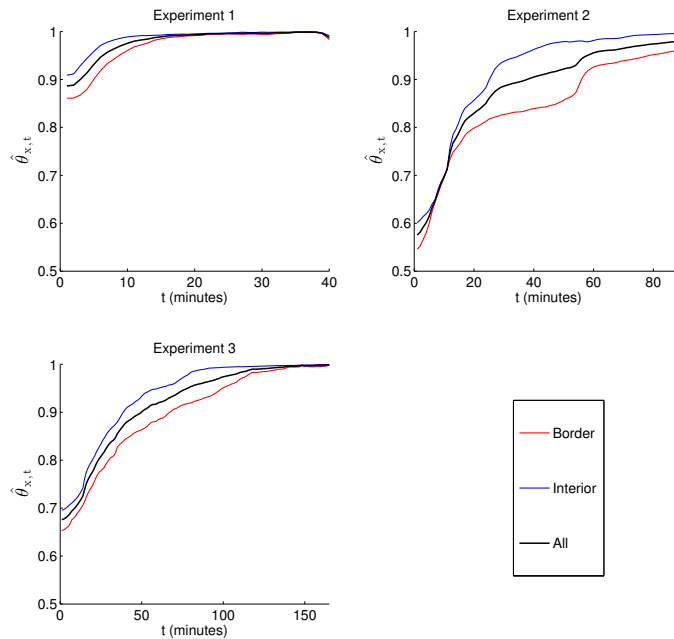 Experiment 1
1
0.9
0.8
0.7
0.6
0.5
θ̂x,t
0 10 20 30 40
t (minutes)
Experiment 2
1
0.9
0.8
0.7
0.6
0.5
θ̂x,t
0 20 40 60 80
t (minutes)
Experiment 3
1
0.9
0.8
0.7
0.6
0.5
θ̂x,t
0 50 100 150
t (minutes)
Border
Interior
All